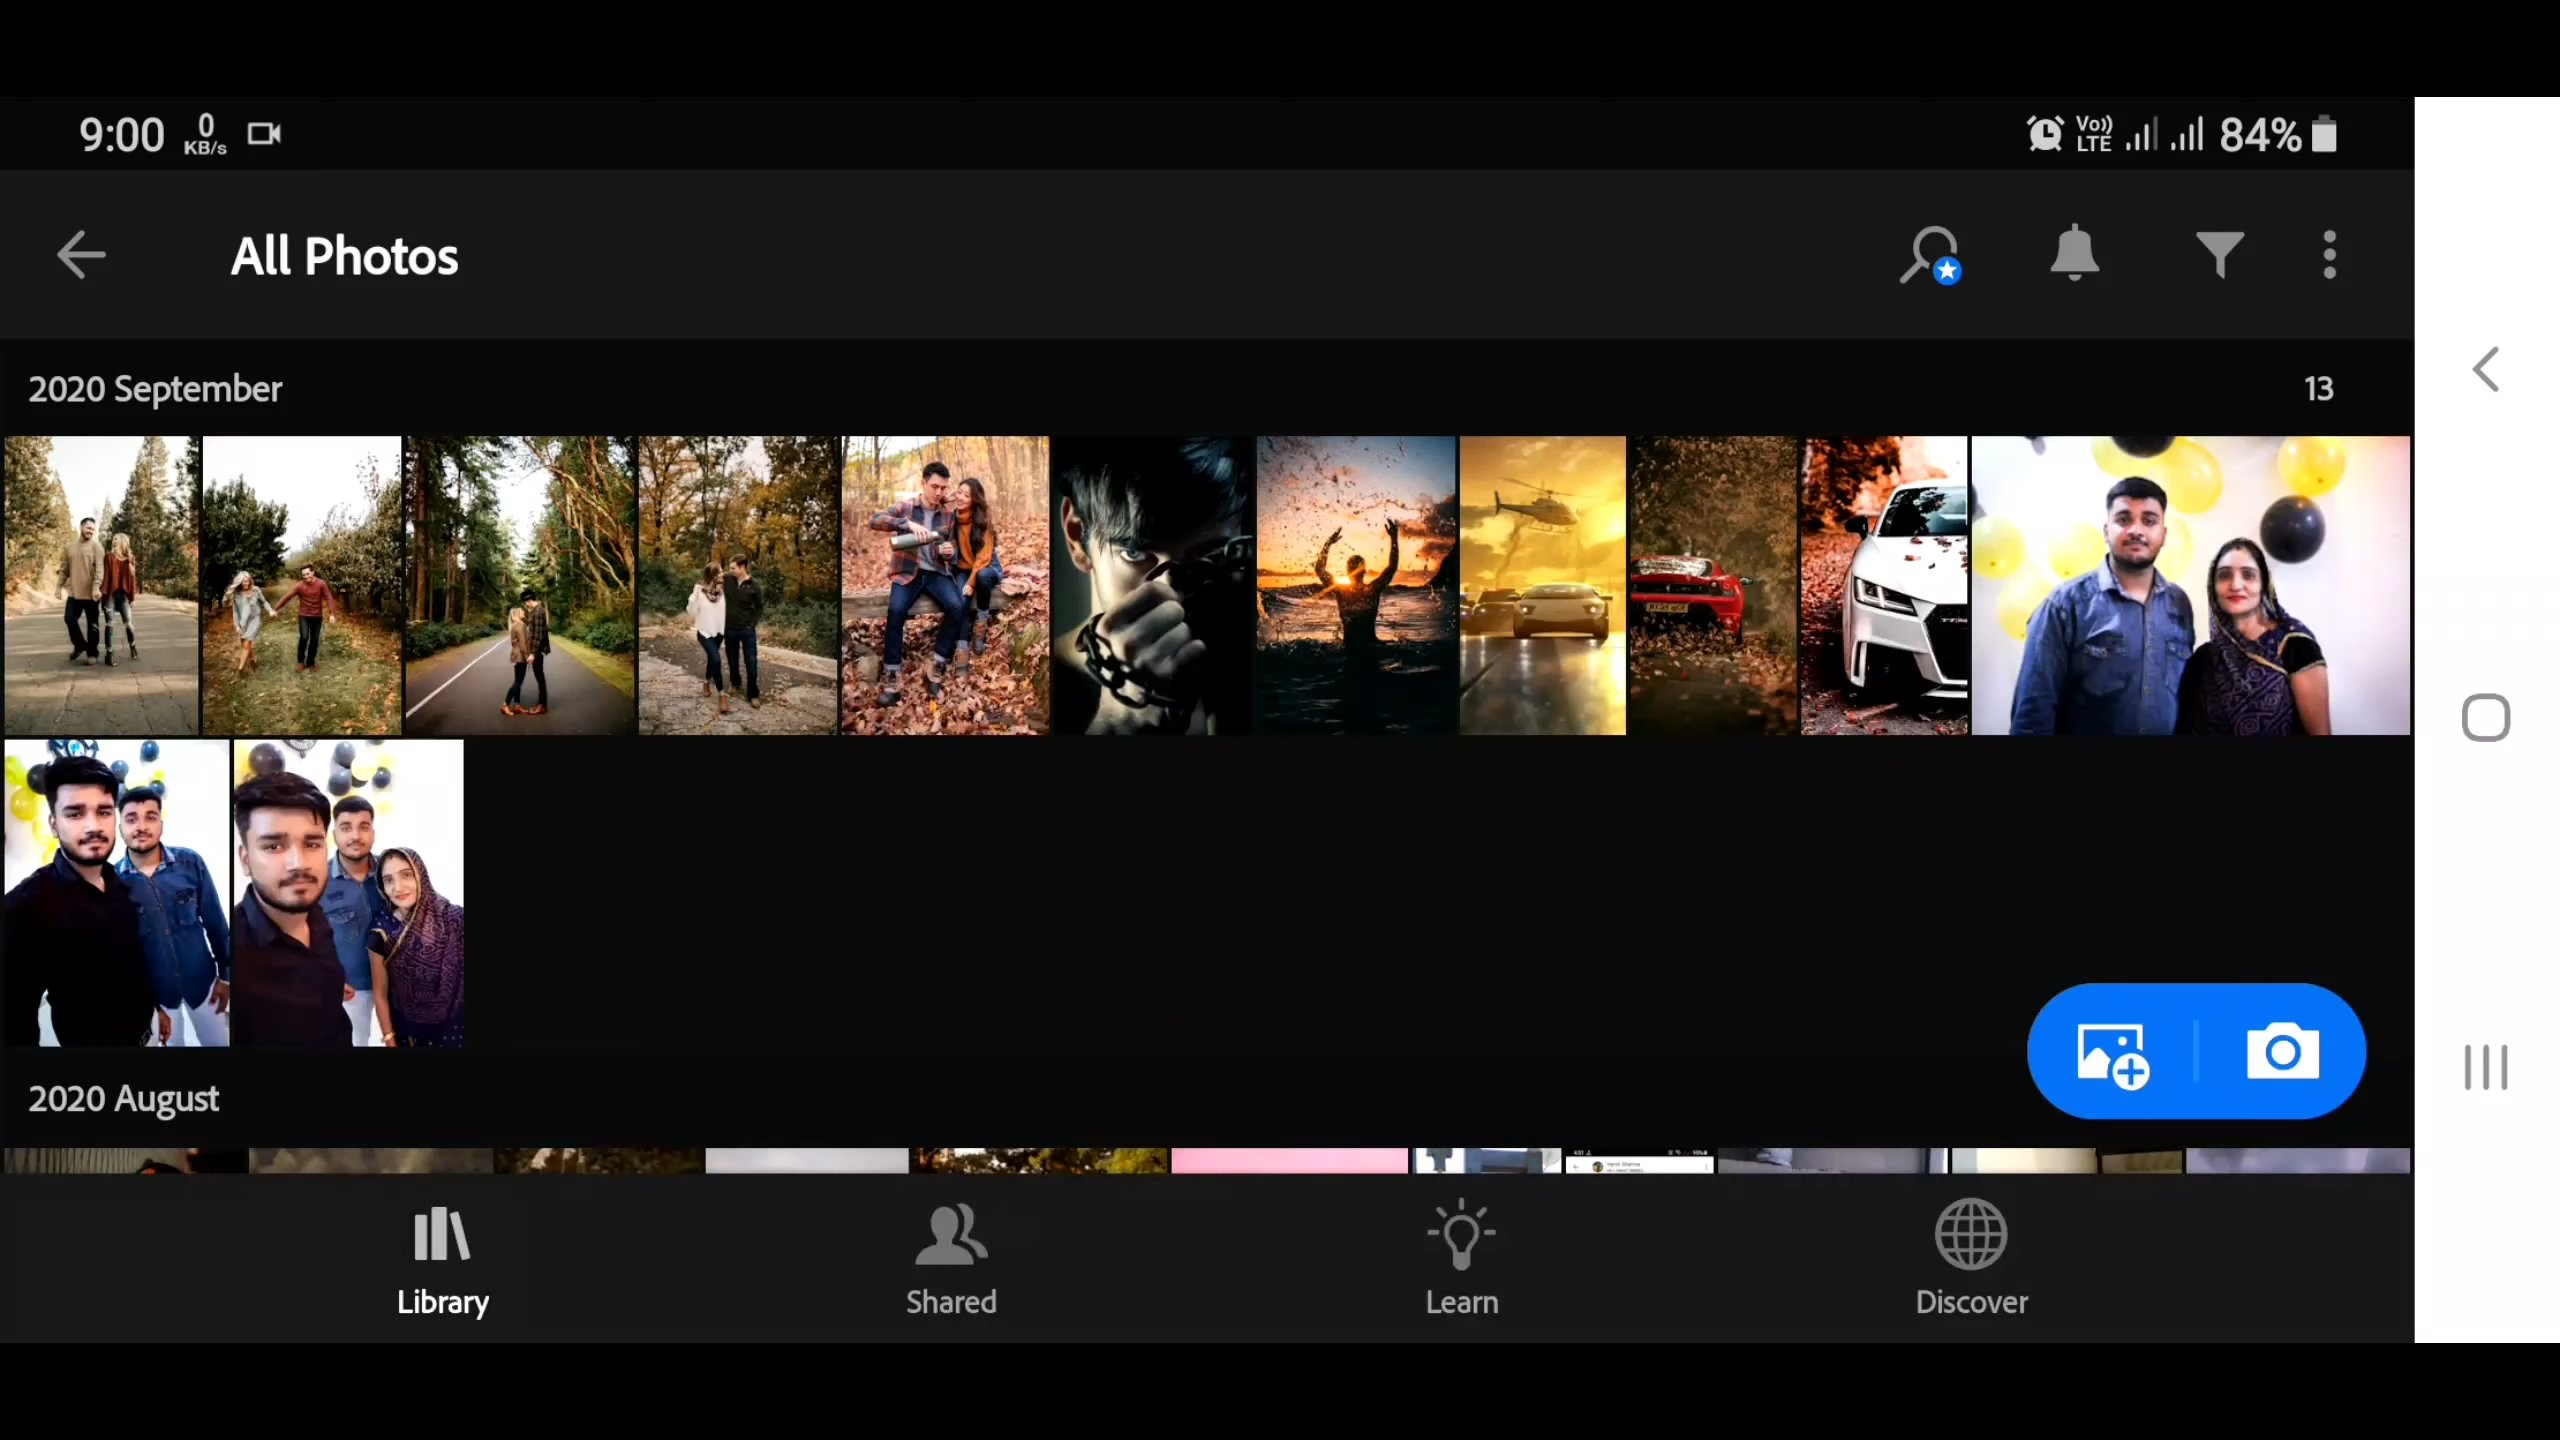 9:00
0
KB/s
Vo))
LTE
84%
All Photos
2020 September
13
2020 August
Library
Shared
Learn
Discover